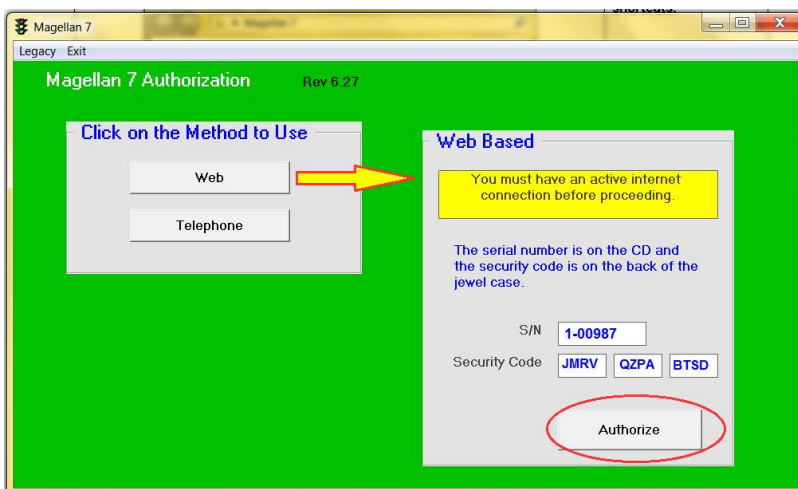 shortcuts.
Magellan 7
Legacy Exit
Magellan 7 Authorization Rev 6.27
Click on the Method to Use
Web
Telephone
Web Based
You must have an active internet
connection before proceeding.
The serial number is on the CD and
the security code is on the back of the
jewel case.
S/N 1-00987
Security Code JMRV QZPA BTSD
Authorize